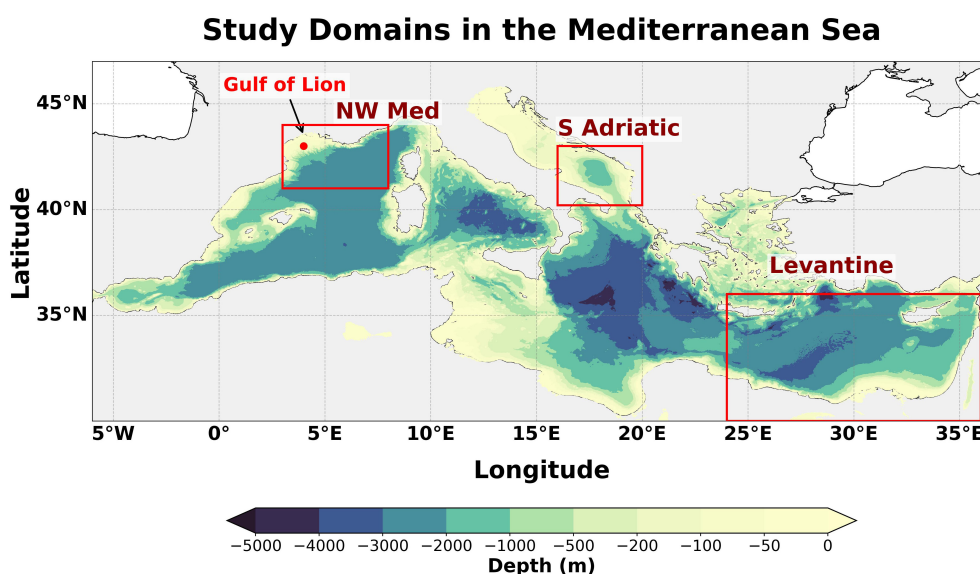 Study Domains in the Mediterranean Sea
Gulf of Lion
NW Med
S Adriatic
Levantine
45°N
40°N
35°N
Latitude
5°W 0° 5°E 10°E 15°E 20°E 25°E 30°E 35°E
Longitude
−5000 −4000 −3000 −2000 −1000 −500 −200 −100 −50 0
Depth (m)